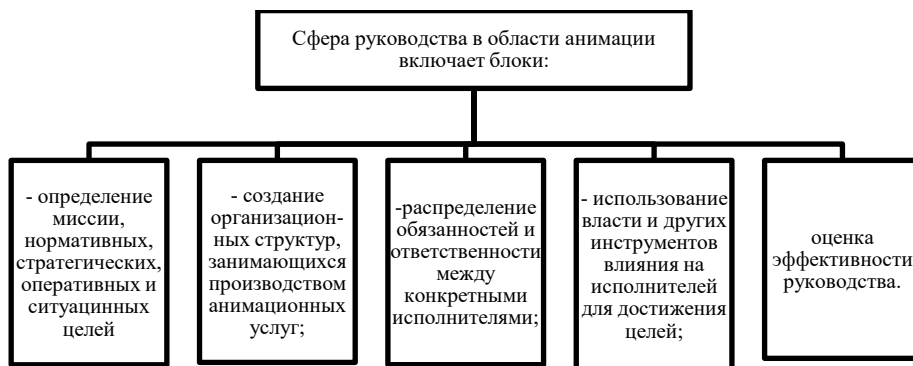 Сфера руководства в области анимации
включает блоки:
- определение
миссии,
нормативных,
стратегических,
оперативных и
ситуацинных
целей
- создание
организацион-
ных структур,
занимающихся
производством
анимационных
услуг;
-распределение
обязанностей и
ответственности
между
конкретными
исполнителями;
- использование
власти и других
инструментов
влияния на
исполнителей
для достижения
целей;
оценка
эффективности
руководства.